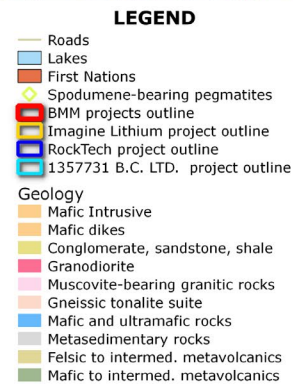 LEGEND
Roads
Lakes
First Nations
Spodumene-bearing pegmatites
BMM projects outline
Imagine Lithium project outline
RockTech project outline
1357731 B.C. LTD. project outline
Geology
Mafic Intrusive
Mafic dikes
Conglomerate, sandstone, shale
Granodiorite
Muscovite-bearing granitic rocks
Gneissic tonalite suite
Mafic and ultramafic rocks
Metasedimentary rocks
Felsic to intermed. metavolcanics
Mafic to intermed. metavolcanics